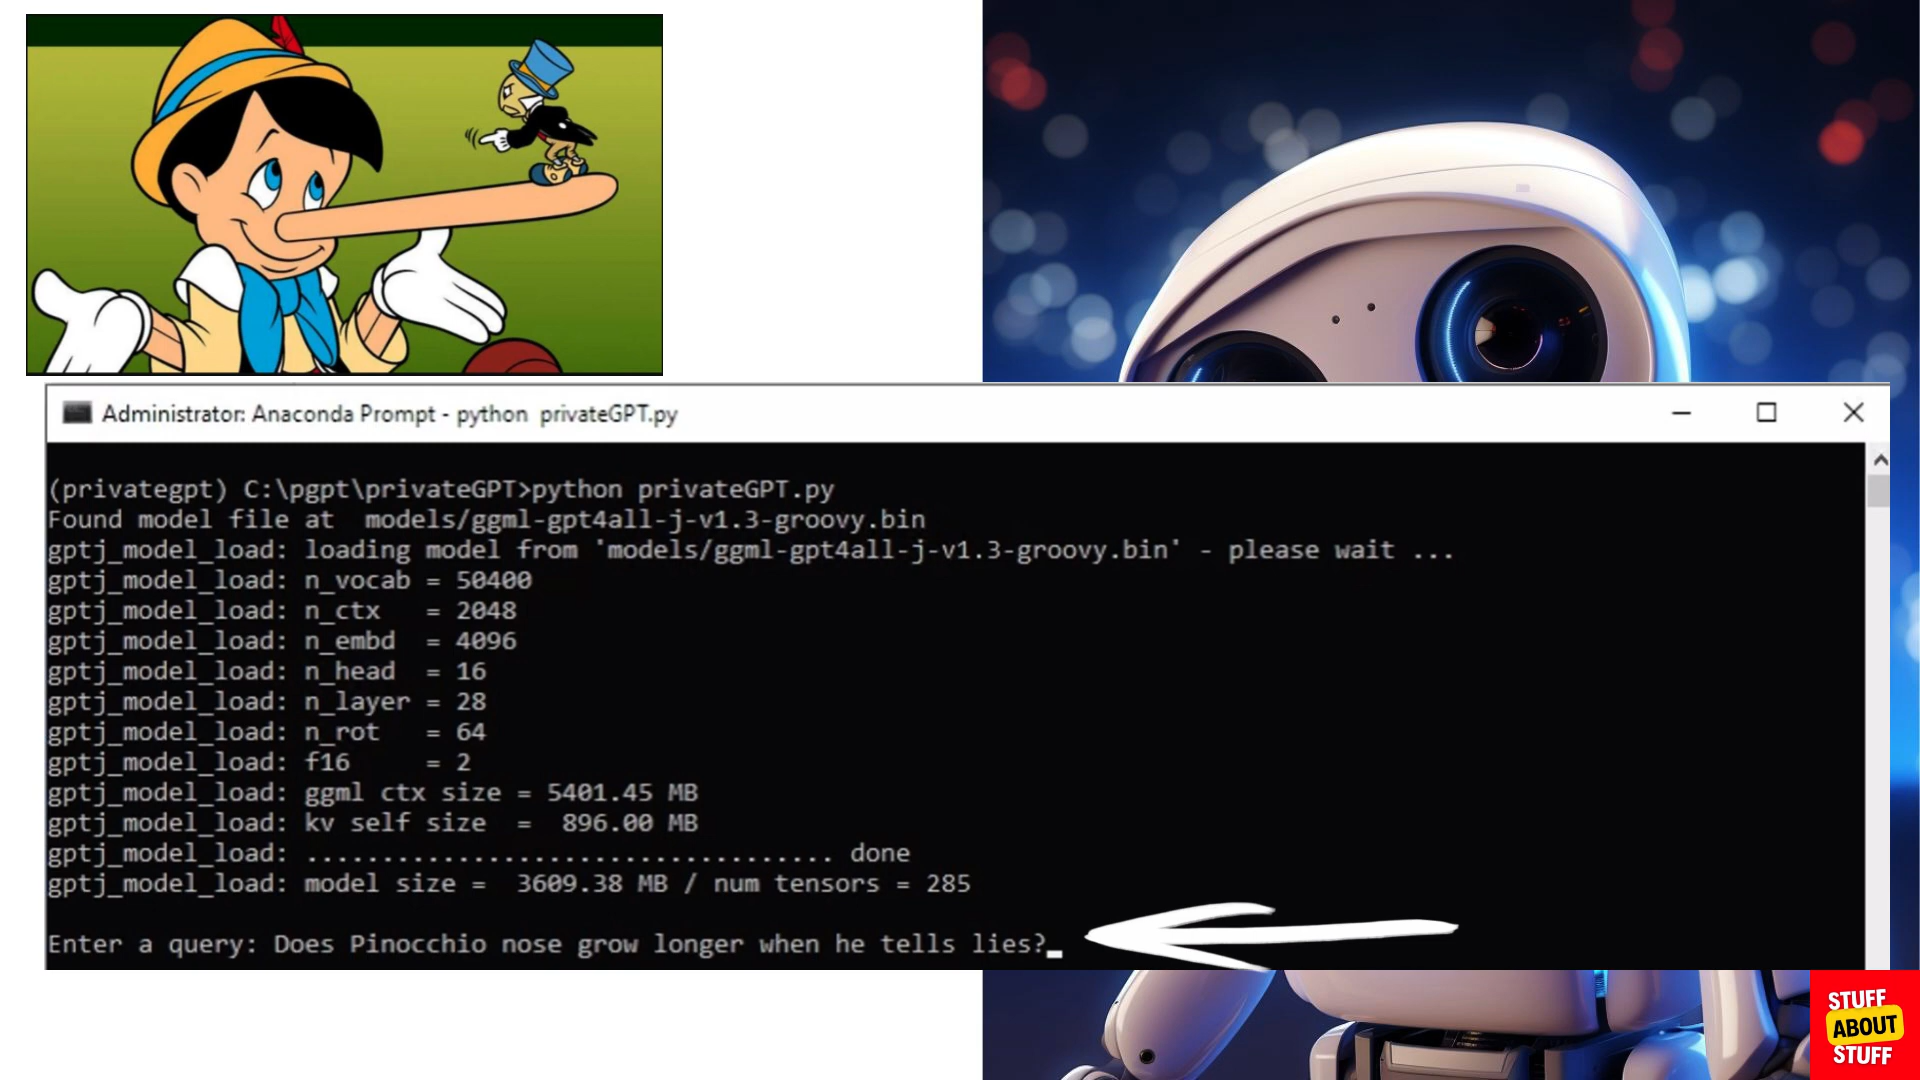 Administrator: Anaconda Prompt - python  privateGPT.py
(privategpt) C:\pgpt\privateGPT>python privateGPT.py
Found model file at  models/ggml-gpt4all-j-v1.3-groovy.bin
gptj_model_load: loading model from 'models/ggml-gpt4all-j-v1.3-groovy.bin' - please wait ...
gptj_model_load: n_vocab = 50400
gptj_model_load: n_ctx   = 2048
gptj_model_load: n_embd  = 4096
gptj_model_load: n_head  = 16
gptj_model_load: n_layer = 28
gptj_model_load: n_rot   = 64
gptj_model_load: f16     = 2
gptj_model_load: ggml ctx size = 5401.45 MB
gptj_model_load: kv self size  =  896.00 MB
gptj_model_load: ................................... done
gptj_model_load: model size =  3609.38 MB / num tensors = 285
Enter a query: Does Pinocchio nose grow longer when he tells lies?
STUFF
ABOUT
STUFF